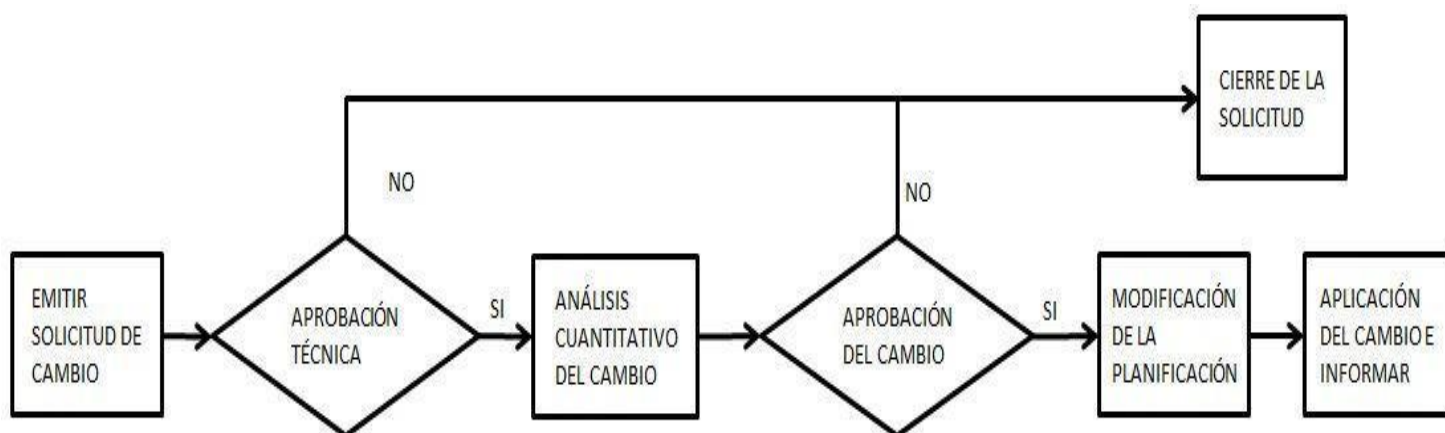 CIERRE DE LA
SOLICITUD
NO
NO
EMITIR
SOLICITUD DE
CAMBIO
APROBACIÓN
TÉCNICA
SI
ANÁLISIS
CUANTITATIVO
DEL CAMBIO
APROBACIÓN
DEL CAMBIO
SI
MODIFICACIÓN
DE LA
PLANIFICACIÓN
APLICACIÓN
DEL CAMBIO E
INFORMAR